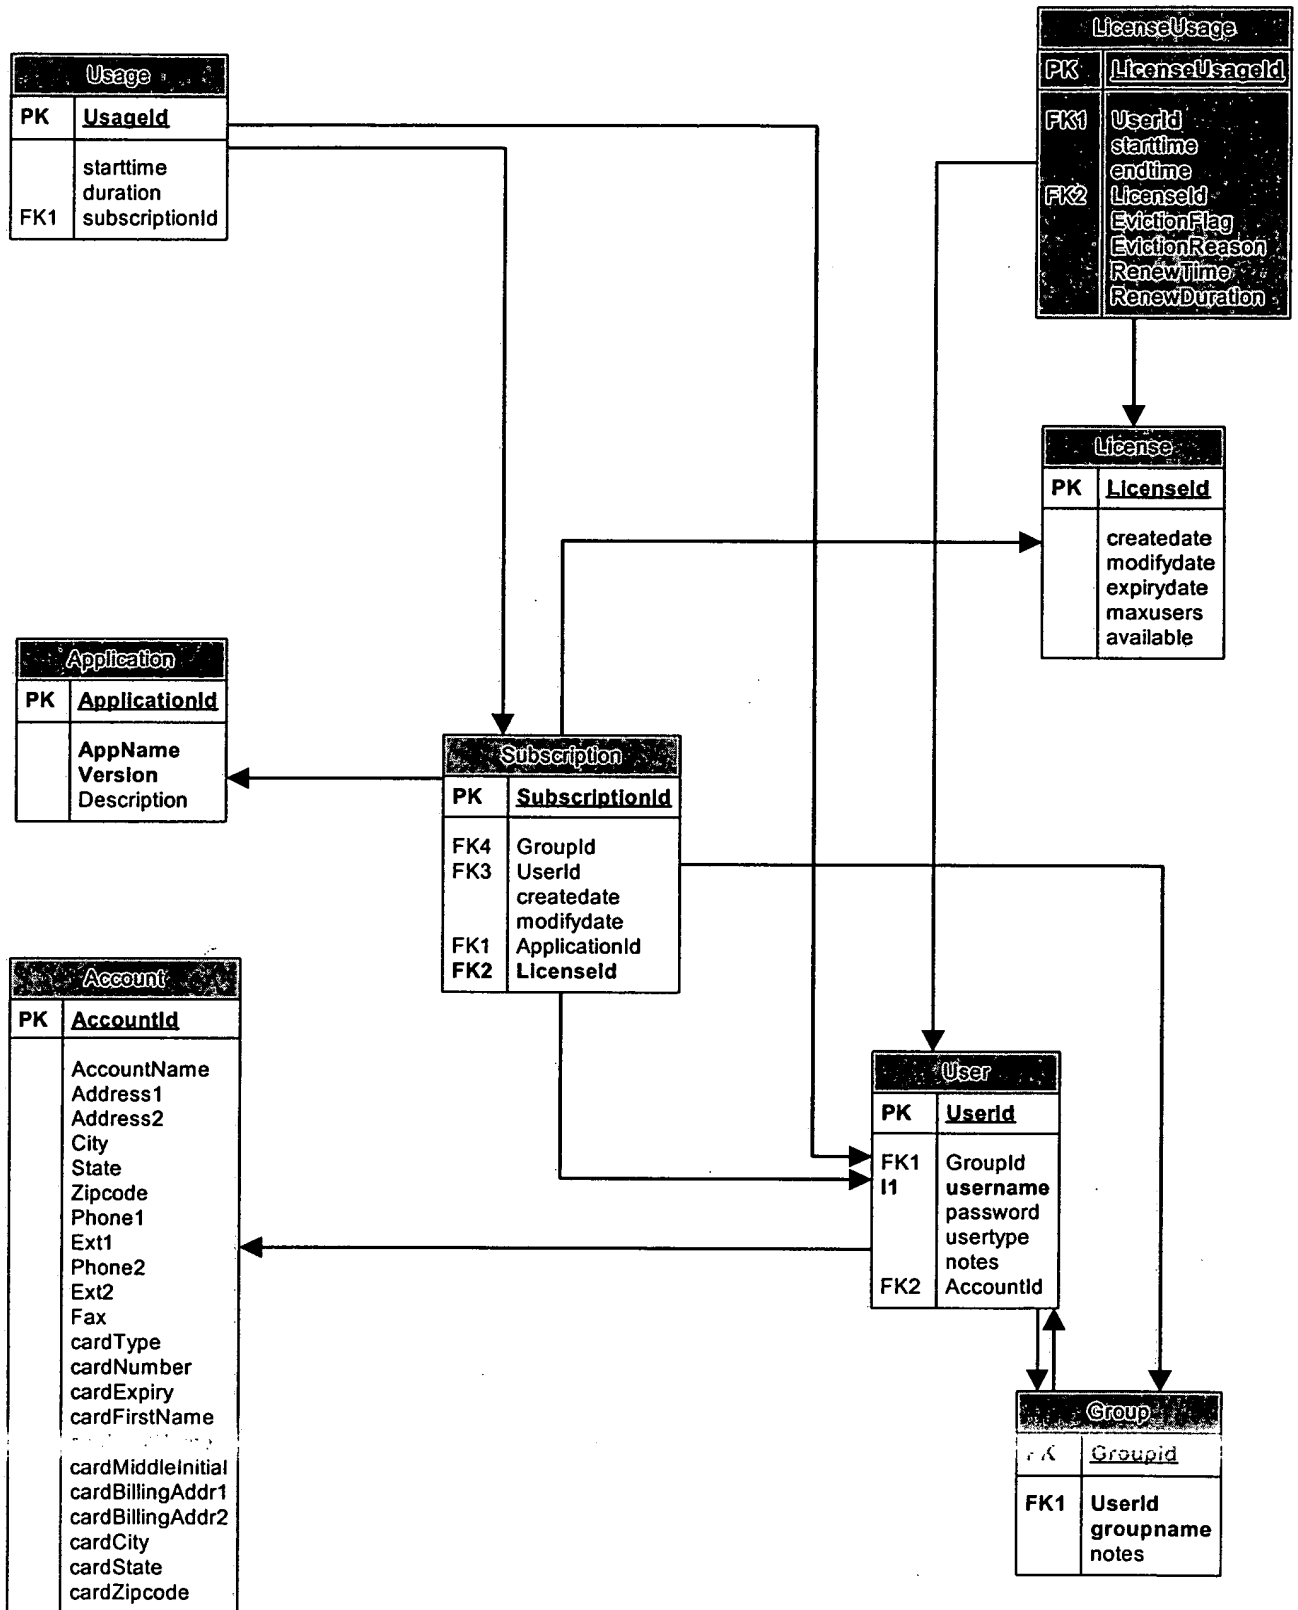 Usage
PK UsageId
starttime
duration
FK1 subscriptionId
LicenseUsage
PK LicenseUsageId
FK1 UserId
starttime
endtime
FK2 LicenseId
EvictionFlag
EvictionReason
RenewTime
RenewDuration
License
PK LicenseId
createdate
modifydate
expirydate
maxusers
available
Application
PK ApplicationId
AppName
Version
Description
Subscription
PK SubscriptionId
FK4 GroupId
FK3 UserId
createdate
modifydate
FK1 ApplicationId
FK2 LicenseId
Account
PK AccountId
AccountName
Address1
Address2
City
State
Zipcode
Phone1
Ext1
Phone2
Ext2
Fax
cardType
cardNumber
cardExpiry
cardFirstName
cardMiddleInitial
cardBillingAddr1
cardBillingAddr2
cardCity
cardState
cardZipcode
User
PK UserId
FK1 GroupId
I1 username
password
usertype
notes
FK2 AccountId
Group
PK GroupId
FK1 UserId
groupname
notes